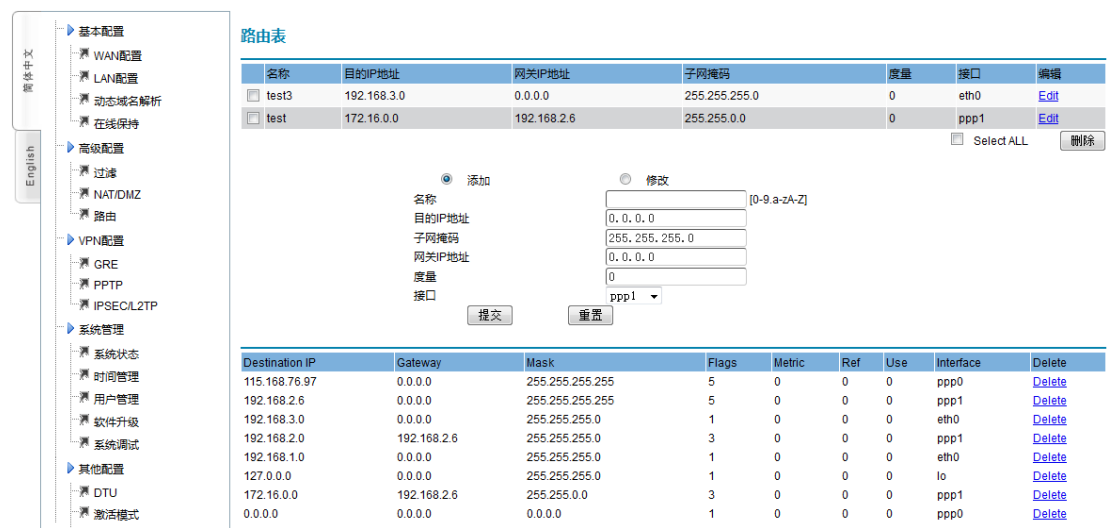 简体中文
English
基本配置
WAN配置
LAN配置
动态域名解析
在线保持
高级配置
过滤
NAT/DMZ
路由
VPN配置
GRE
PPTP
IPSEC/L2TP
系统管理
系统状态
时间管理
用户管理
软件升级
系统调试
其他配置
DTU
激活模式
路由表
名称 目的IP地址 网关IP地址 子网掩码 度量 接口 编辑
test3 192.168.3.0 0.0.0.0 255.255.255.0 0 eth0 Edit
test 172.16.0.0 192.168.2.6 255.255.0.0 0 ppp1 Edit
Select ALL 删除
添加 修改
名称 [0-9.a-zA-Z]
目的IP地址 0.0.0.0
子网掩码 255.255.255.0
网关IP地址 0.0.0.0
度量 0
接口 ppp1
提交 重置
Destination IP Gateway Mask Flags Metric Ref Use Interface Delete
115.168.76.97 0.0.0.0 255.255.255.255 5 0 0 0 ppp0 Delete
192.168.2.6 0.0.0.0 255.255.255.255 5 0 0 0 ppp1 Delete
192.168.3.0 0.0.0.0 255.255.255.0 1 0 0 0 eth0 Delete
192.168.2.0 192.168.2.6 255.255.255.0 3 0 0 0 ppp1 Delete
192.168.1.0 0.0.0.0 255.255.255.0 1 0 0 0 eth0 Delete
127.0.0.0 0.0.0.0 255.255.255.0 1 0 0 0 lo Delete
172.16.0.0 192.168.2.6 255.255.0.0 3 0 0 0 ppp1 Delete
0.0.0.0 0.0.0.0 0.0.0.0 1 0 0 0 ppp0 Delete